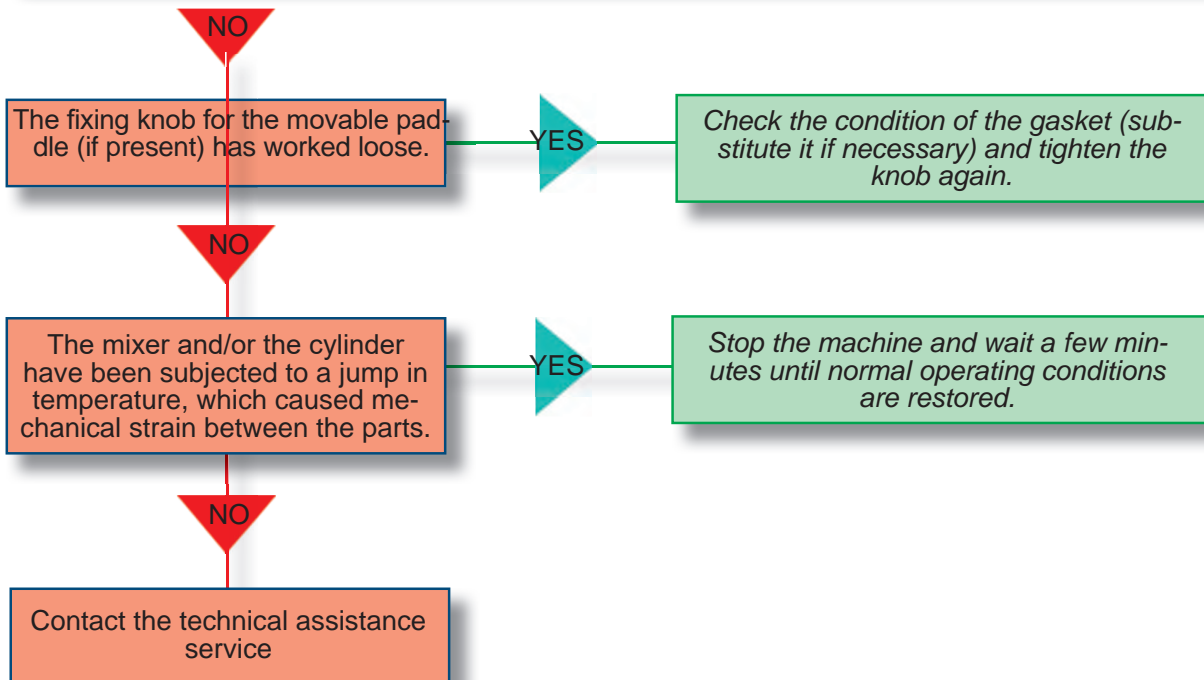 NO
The fixing knob for the movable pad-
dle (if present) has worked loose.
YES
Check the condition of the gasket (sub-
stitute it if necessary) and tighten the
knob again.
NO
The mixer and/or the cylinder
have been subjected to a jump in
temperature, which caused me-
chanical strain between the parts.
YES
Stop the machine and wait a few min-
utes until normal operating conditions
are restored.
NO
Contact the technical assistance
service